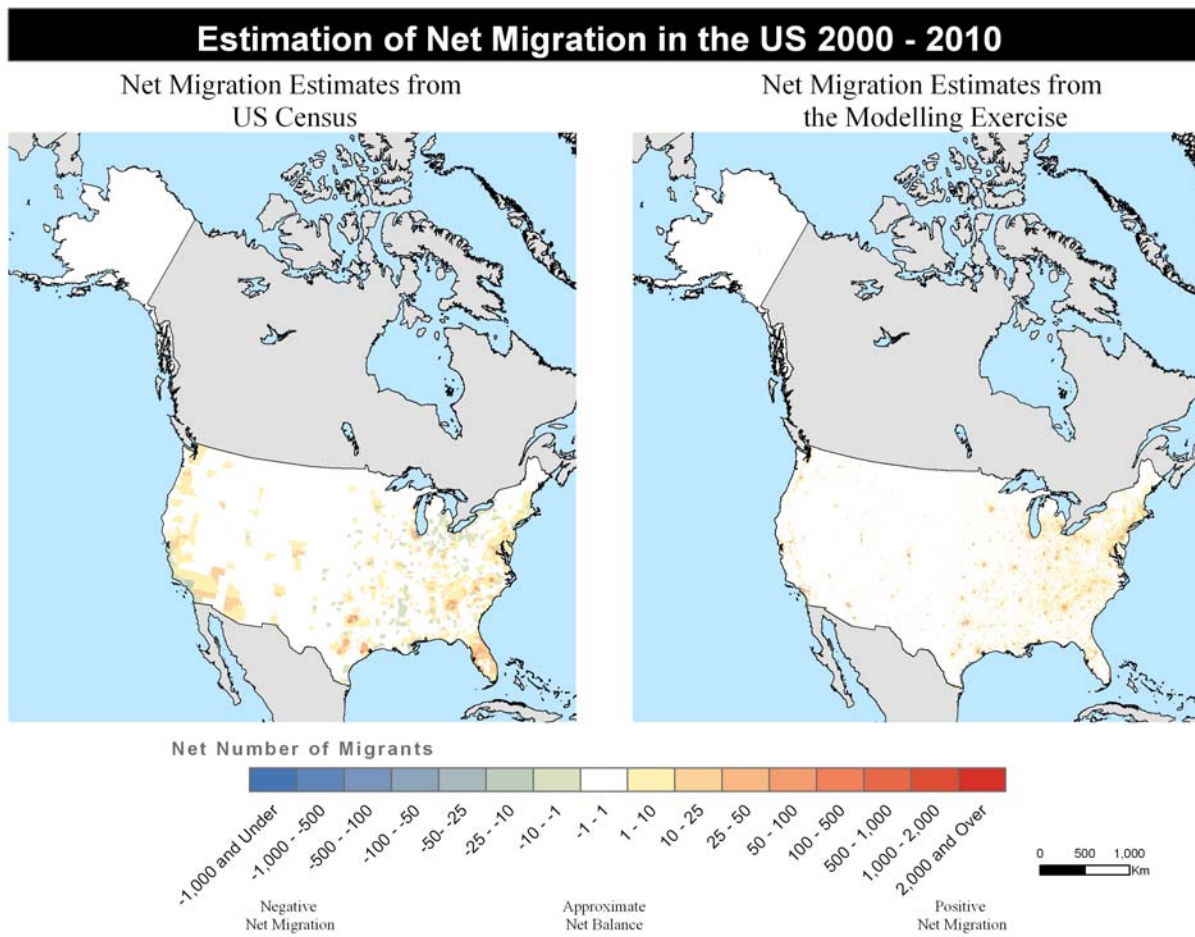 Estimation of Net Migration in the US 2000 - 2010
Net Migration Estimates from
US Census
Net Migration Estimates from
the Modelling Exercise
Net Number of Migrants
-1,000 and Under
-1,000 - -500
-500 - -100
-100 - -50
-50- -25
-25 - -10
-10 - -1
-1 - 1
1 - 10
10 - 25
25 - 50
50 - 100
100 - 500
500 - 1,000
1,000 - 2,000
2,000 and Over
0 500 1,000
Km
Negative
Net Migration
Approximate
Net Balance
Positive
Net Migration